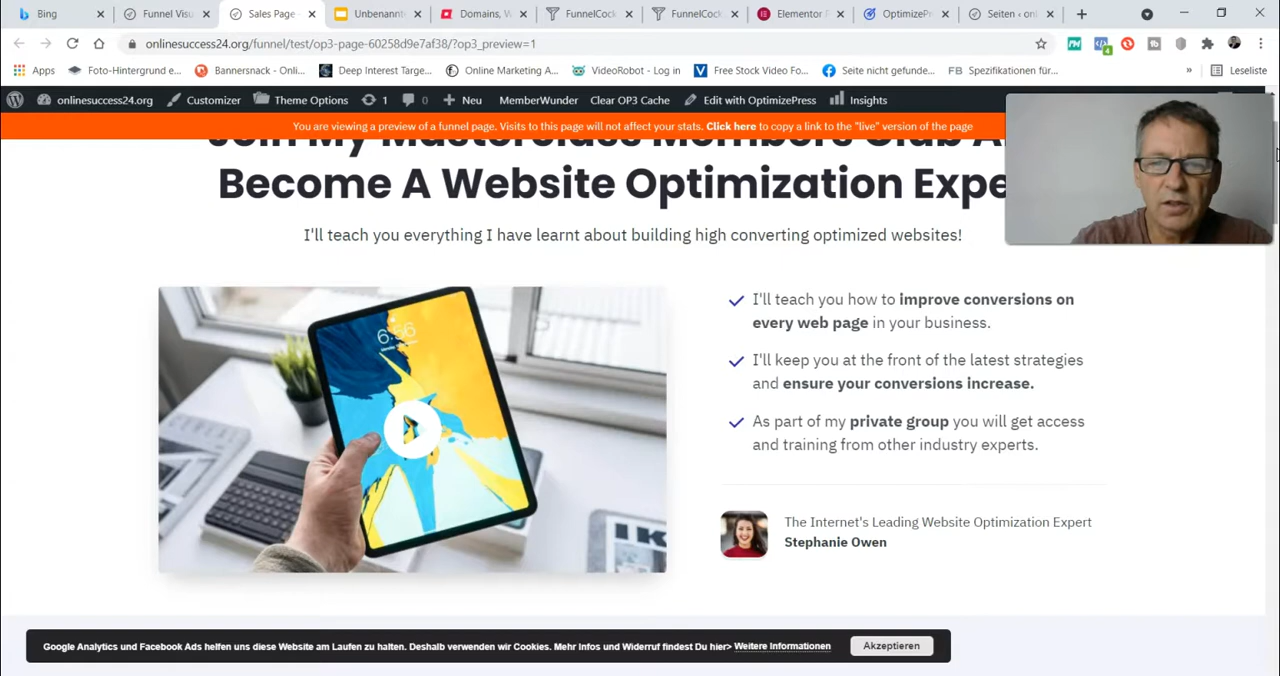 Bing
Funnel Visu
Sales Page -
Unbenannt
Domains, W
FunnelCock
FunnelCock
Elementor P
OptimizePr
Seiten ‹ onl
onlinesuccess24.org/funnel/test/op3-page-60258d9e7af38/?op3_preview=1
4
Apps
Foto-Hintergrund e...
Bannersnack - Onli...
Deep Interest Targe...
Online Marketing A...
VideoRobot - Log in
Free Stock Video Fo...
Seite nicht gefunde...
FB Spezifikationen für...
»
Leseliste
onlinesuccess24.org
Customizer
Theme Options
1
Neu
MemberWunder
Clear OP3 Cache
Edit with OptimizePress
Insights
You are viewing a preview of a funnel page. Visits to this page will not affect your stats. Click here to copy a link to the "live" version of the page
Join My Masterclass Members Club
Become A Website Optimization Expe
I'll teach you everything I have learnt about building high converting optimized websites!
6:56
I'll teach you how to improve conversions on
every web page in your business.
I'll keep you at the front of the latest strategies
and ensure your conversions increase.
As part of my private group you will get access
and training from other industry experts.
The Internet's Leading Website Optimization Expert
Stephanie Owen
Google Analytics und Facebook Ads helfen uns diese Website am Laufen zu halten. Deshalb verwenden wir Cookies. Mehr Infos und Widerruf findest Du hier> Weitere Informationen
Akzeptieren